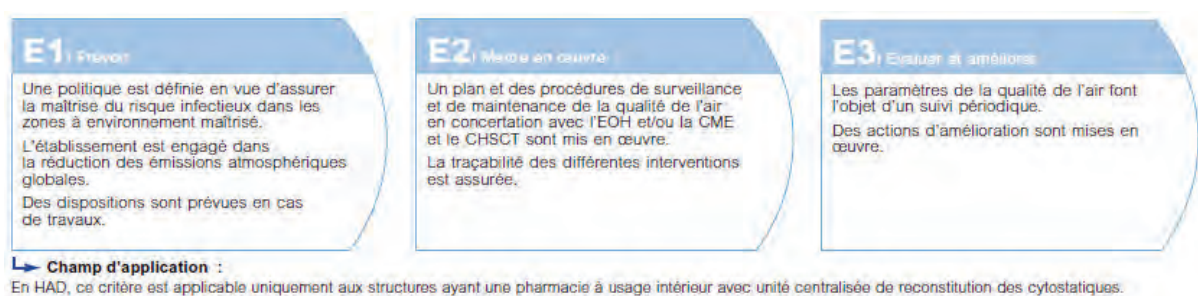 E1 | Prévoir
Une politique est définie en vue d'assurer
la maîtrise du risque infectieux dans les
zones à environnement maîtrisé.
L'établissement est engagé dans
la réduction des émissions atmosphériques
globales.
Des dispositions sont prévues en cas
de travaux.
E2 | Mettre en œuvre
Un plan et des procédures de surveillance
et de maintenance de la qualité de l'air
en concertation avec l'EOH et/ou la CME
et le CHSCT sont mis en œuvre.
La traçabilité des différentes interventions
est assurée.
E3 | Evaluer et améliorer
Les paramètres de la qualité de l'air font
l'objet d'un suivi périodique.
Des actions d'amélioration sont mises en
œuvre.
Champ d'application :
En HAD, ce critère est applicable uniquement aux structures ayant une pharmacie à usage intérieur avec unité centralisée de reconstitution des cytostatiques.